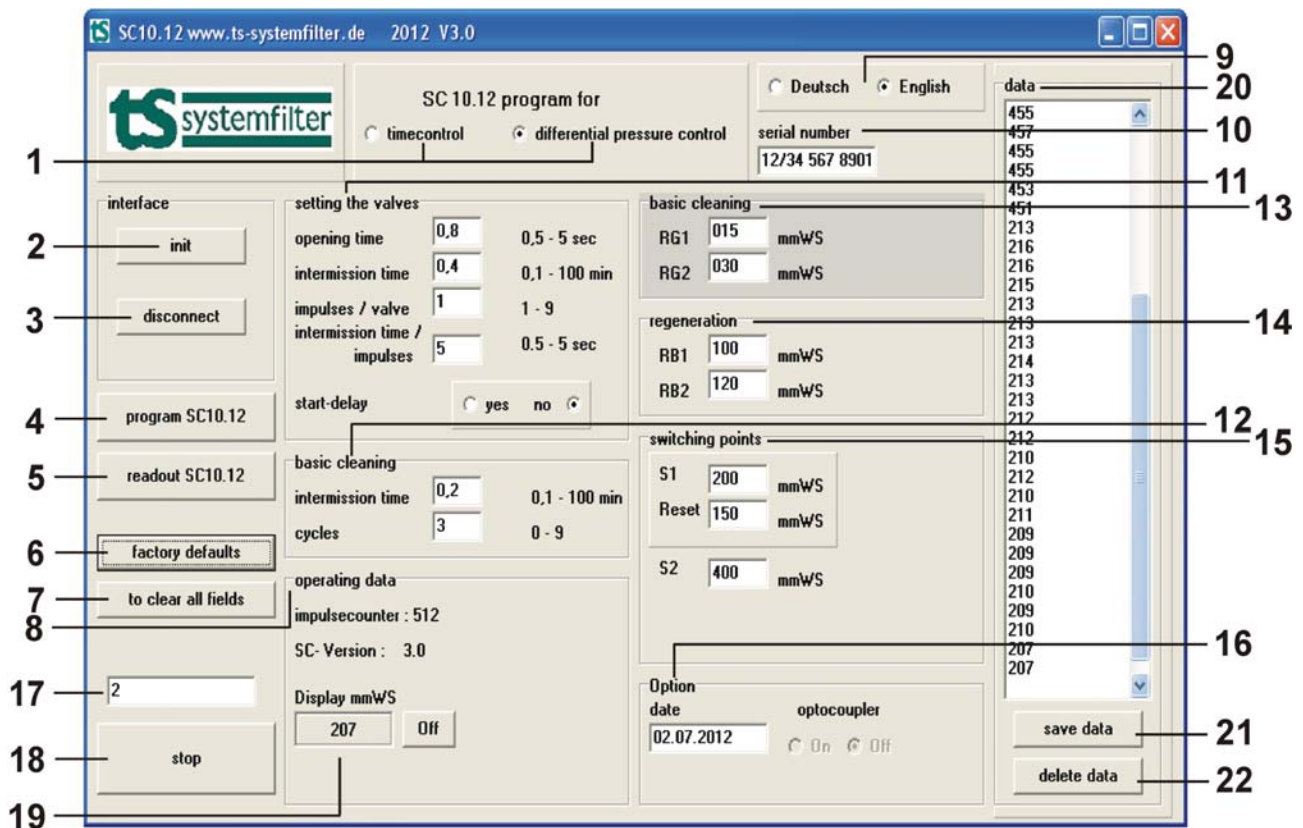 SC10.12 www.ts-systemfilter.de 2012 V3.0
ts systemfilter
SC 10.12 program for
timecontrol
differential pressure control
1
Deutsch
English
9
serial number
10
12/34 567 8901
interface
init
2
disconnect
3
program SC10.12
4
readout SC10.12
5
factory defaults
6
to clear all fields
7
8
2
17
stop
18
setting the valves
11
opening time 0,8 0,5 - 5 sec
intermission time 0,4 0,1 - 100 min
impulses / valve 1 1 - 9
intermission time /
impulses 5 0.5 - 5 sec
start-delay yes no
basic cleaning
12
intermission time 0,2 0,1 - 100 min
cycles 3 0 - 9
operating data
impulsecounter : 512
SC- Version : 3.0
Display mmWS
207 Off
19
basic cleaning
13
RG1 015 mmWS
RG2 030 mmWS
regeneration
14
RB1 100 mmWS
RB2 120 mmWS
switching points
15
S1 200 mmWS
Reset 150 mmWS
S2 400 mmWS
16
Option
date optocoupler
02.07.2012 On Off
data
20
455
457
455
455
453
451
213
216
216
215
213
213
213
214
213
213
212
212
210
212
210
211
209
209
209
210
209
210
207
207
save data
21
delete data
22